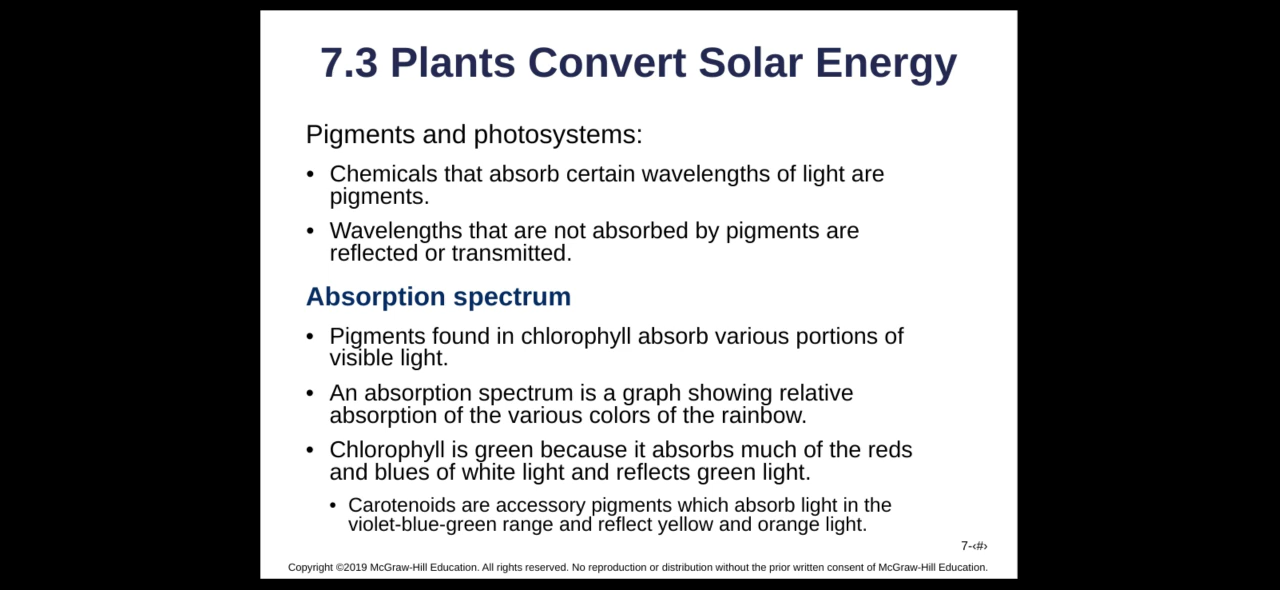 7.3 Plants Convert Solar Energy
Pigments and photosystems:
• Chemicals that absorb certain wavelengths of light are
pigments.
• Wavelengths that are not absorbed by pigments are
reflected or transmitted.
Absorption spectrum
• Pigments found in chlorophyll absorb various portions of
visible light.
• An absorption spectrum is a graph showing relative
absorption of the various colors of the rainbow.
• Chlorophyll is green because it absorbs much of the reds
and blues of white light and reflects green light.
• Carotenoids are accessory pigments which absorb light in the
violet-blue-green range and reflect yellow and orange light.
7-‹#›
Copyright ©2019 McGraw-Hill Education. All rights reserved. No reproduction or distribution without the prior written consent of McGraw-Hill Education.